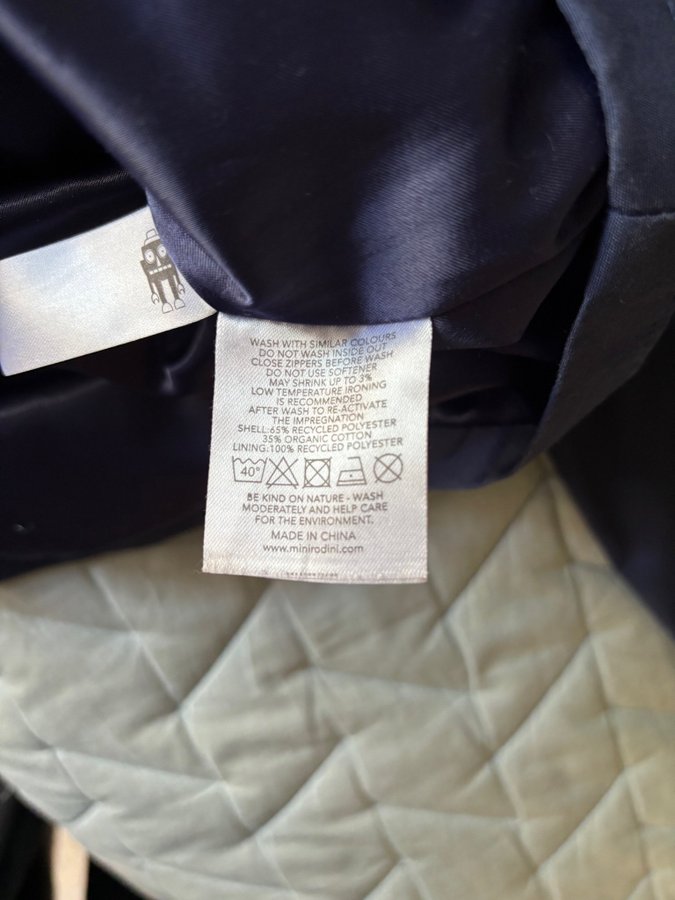 WASH WITH SIMILAR COLOURS
DO NOT WASH INSIDE OUT
CLOSE ZIPPERS BEFORE WASH
DO NOT USE SOFTENER
MAY SHRINK UP TO 3%
LOW TEMPERATURE IRONING
IS RECOMMENDED
AFTER WASH TO RE-ACTIVATE
THE IMPREGNATION
SHELL:65% RECYCLED POLYESTER
35% ORGANIC COTTON
LINING:100% RECYCLED POLYESTER
40°
BE KIND ON NATURE - WASH
MODERATELY AND HELP CARE
FOR THE ENVIRONMENT.
MADE IN CHINA
www.minirodini.com